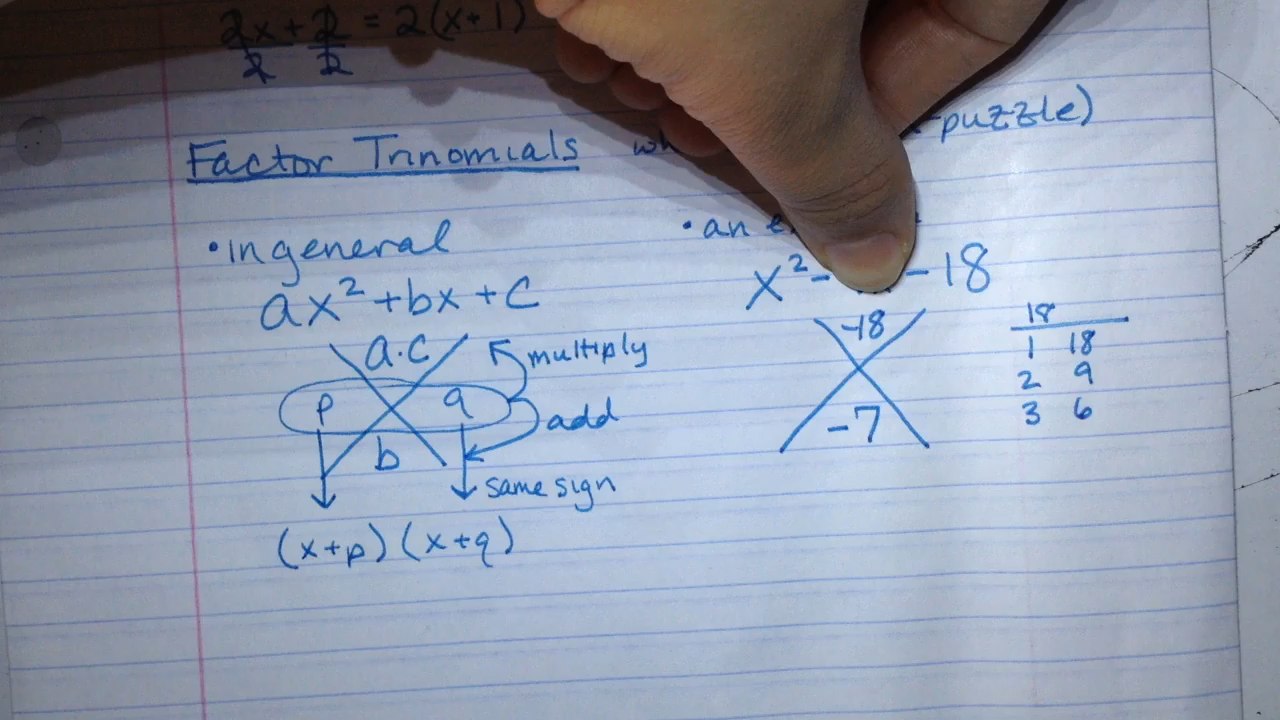 2x + 2 = 2(x+1)
2 2
Factor Trinomials puzzle)
• in general
ax² + bx + c
a·c
multiply
p q
add
b
same sign
(x+p)(x+q)
• an
x² - - 18
-18
-7
18
1 18
2 9
3 6